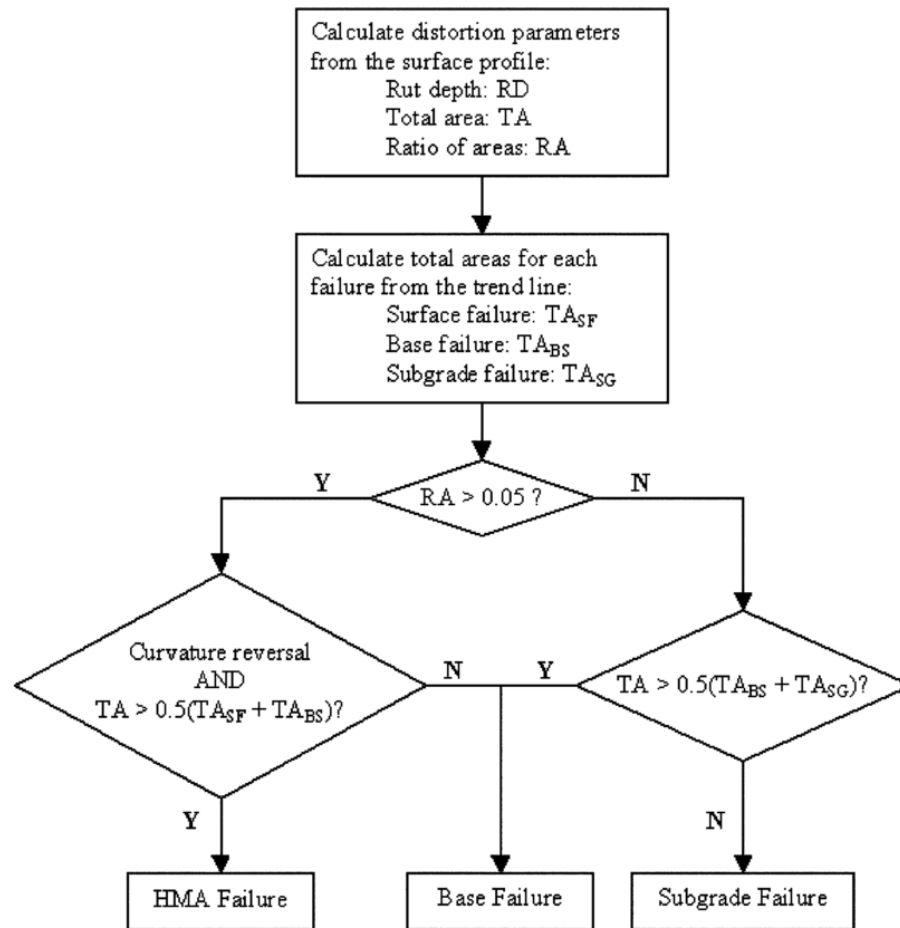 Calculate distortion parameters
from the surface profile:
Rut depth: RD
Total area: TA
Ratio of areas: RA
Calculate total areas for each
failure from the trend line:
Surface failure: TA_SF
Base failure: TA_BS
Subgrade failure: TA_SG
Y
RA > 0.05 ?
N
Curvature reversal
AND
TA > 0.5(TA_SF + TA_BS)?
N
Y
TA > 0.5(TA_BS + TA_SG)?
Y
N
HMA Failure
Base Failure
Subgrade Failure